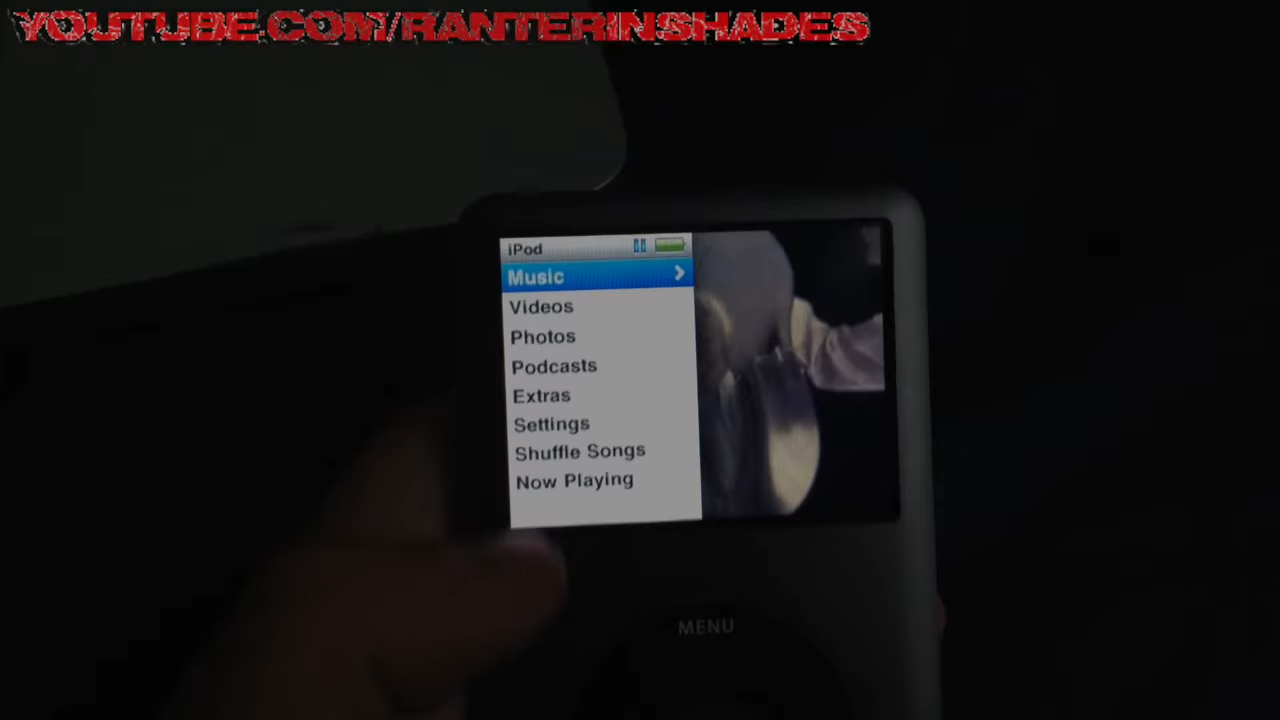 YOUTUBE.COM/RANTERINSHADES
iPod
Music
Videos
Photos
Podcasts
Extras
Settings
Shuffle Songs
Now Playing
MENU